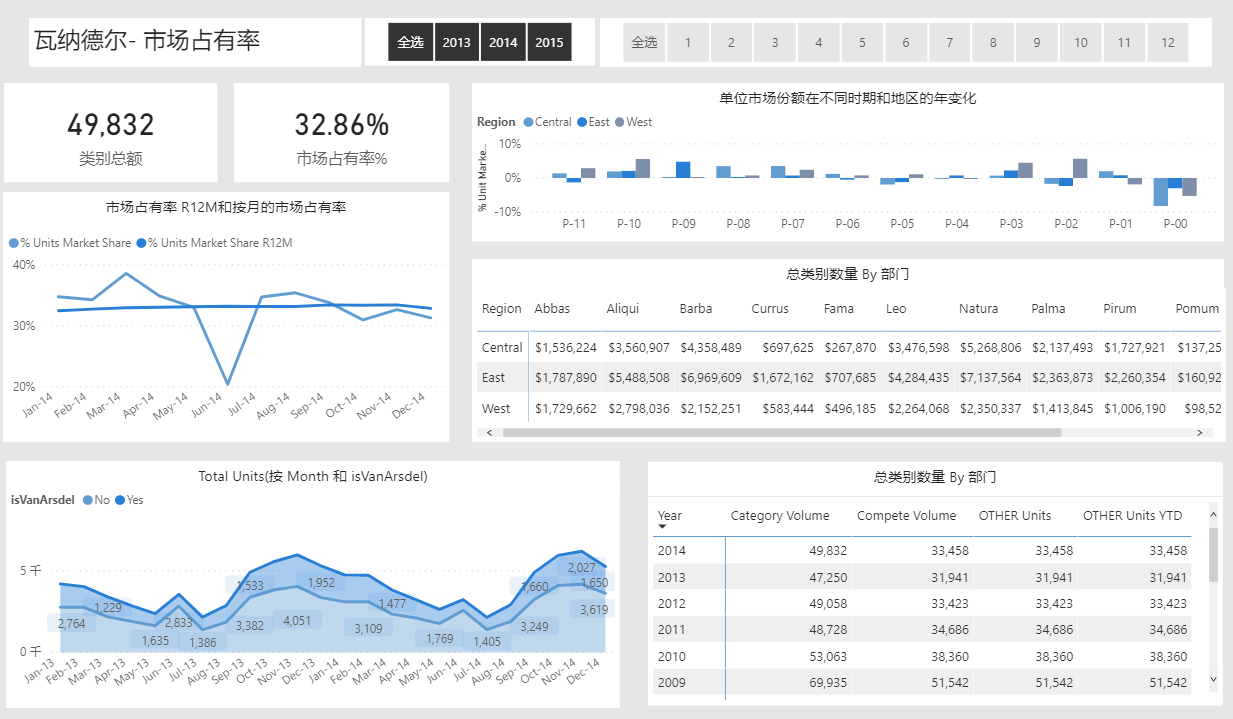 瓦纳德尔- 市场占有率
全选 2013 2014 2015
全选 1 2 3 4 5 6 7 8 9 10 11 12
49,832
类别总额
32.86%
市场占有率%
单位市场份额在不同时期和地区的年变化
Region Central East West
% Unit Marke...
10%
0%
-10%
P-11 P-10 P-09 P-08 P-07 P-06 P-05 P-04 P-03 P-02 P-01 P-00
市场占有率 R12M和按月的市场占有率
% Units Market Share % Units Market Share R12M
40%
30%
20%
Jan-14 Feb-14 Mar-14 Apr-14 May-14 Jun-14 Jul-14 Aug-14 Sep-14 Oct-14 Nov-14 Dec-14
总类别数量 By 部门
Region Abbas Aliqui Barba Currus Fama Leo Natura Palma Pirum Pomum
Central $1,536,224 $3,560,907 $4,358,489 $697,625 $267,870 $3,476,598 $5,268,806 $2,137,493 $1,727,921 $137,25
East $1,787,890 $5,488,508 $6,969,609 $1,672,162 $707,685 $4,284,435 $7,137,564 $2,363,873 $2,260,354 $160,92
West $1,729,662 $2,798,036 $2,152,251 $583,444 $496,185 $2,264,068 $2,350,337 $1,413,845 $1,006,190 $98,52
Total Units(按 Month 和 isVanArsdel)
isVanArsdel No Yes
5 千
0 千
2,764 1,229 1,635 2,833 1,386 1,533 3,382 4,051 1,952 3,109 1,477 1,769 1,405 1,660 3,249 2,027 1,650 3,619
Jan-13 Feb-13 Mar-13 Apr-13 May-13 Jun-13 Jul-13 Aug-13 Sep-13 Oct-13 Nov-13 Dec-13 Jan-14 Feb-14 Mar-14 Apr-14 May-14 Jun-14 Jul-14 Aug-14 Sep-14 Oct-14 Nov-14 Dec-14
总类别数量 By 部门
Year Category Volume Compete Volume OTHER Units OTHER Units YTD
2014 49,832 33,458 33,458 33,458
2013 47,250 31,941 31,941 31,941
2012 49,058 33,423 33,423 33,423
2011 48,728 34,686 34,686 34,686
2010 53,063 38,360 38,360 38,360
2009 69,935 51,542 51,542 51,542